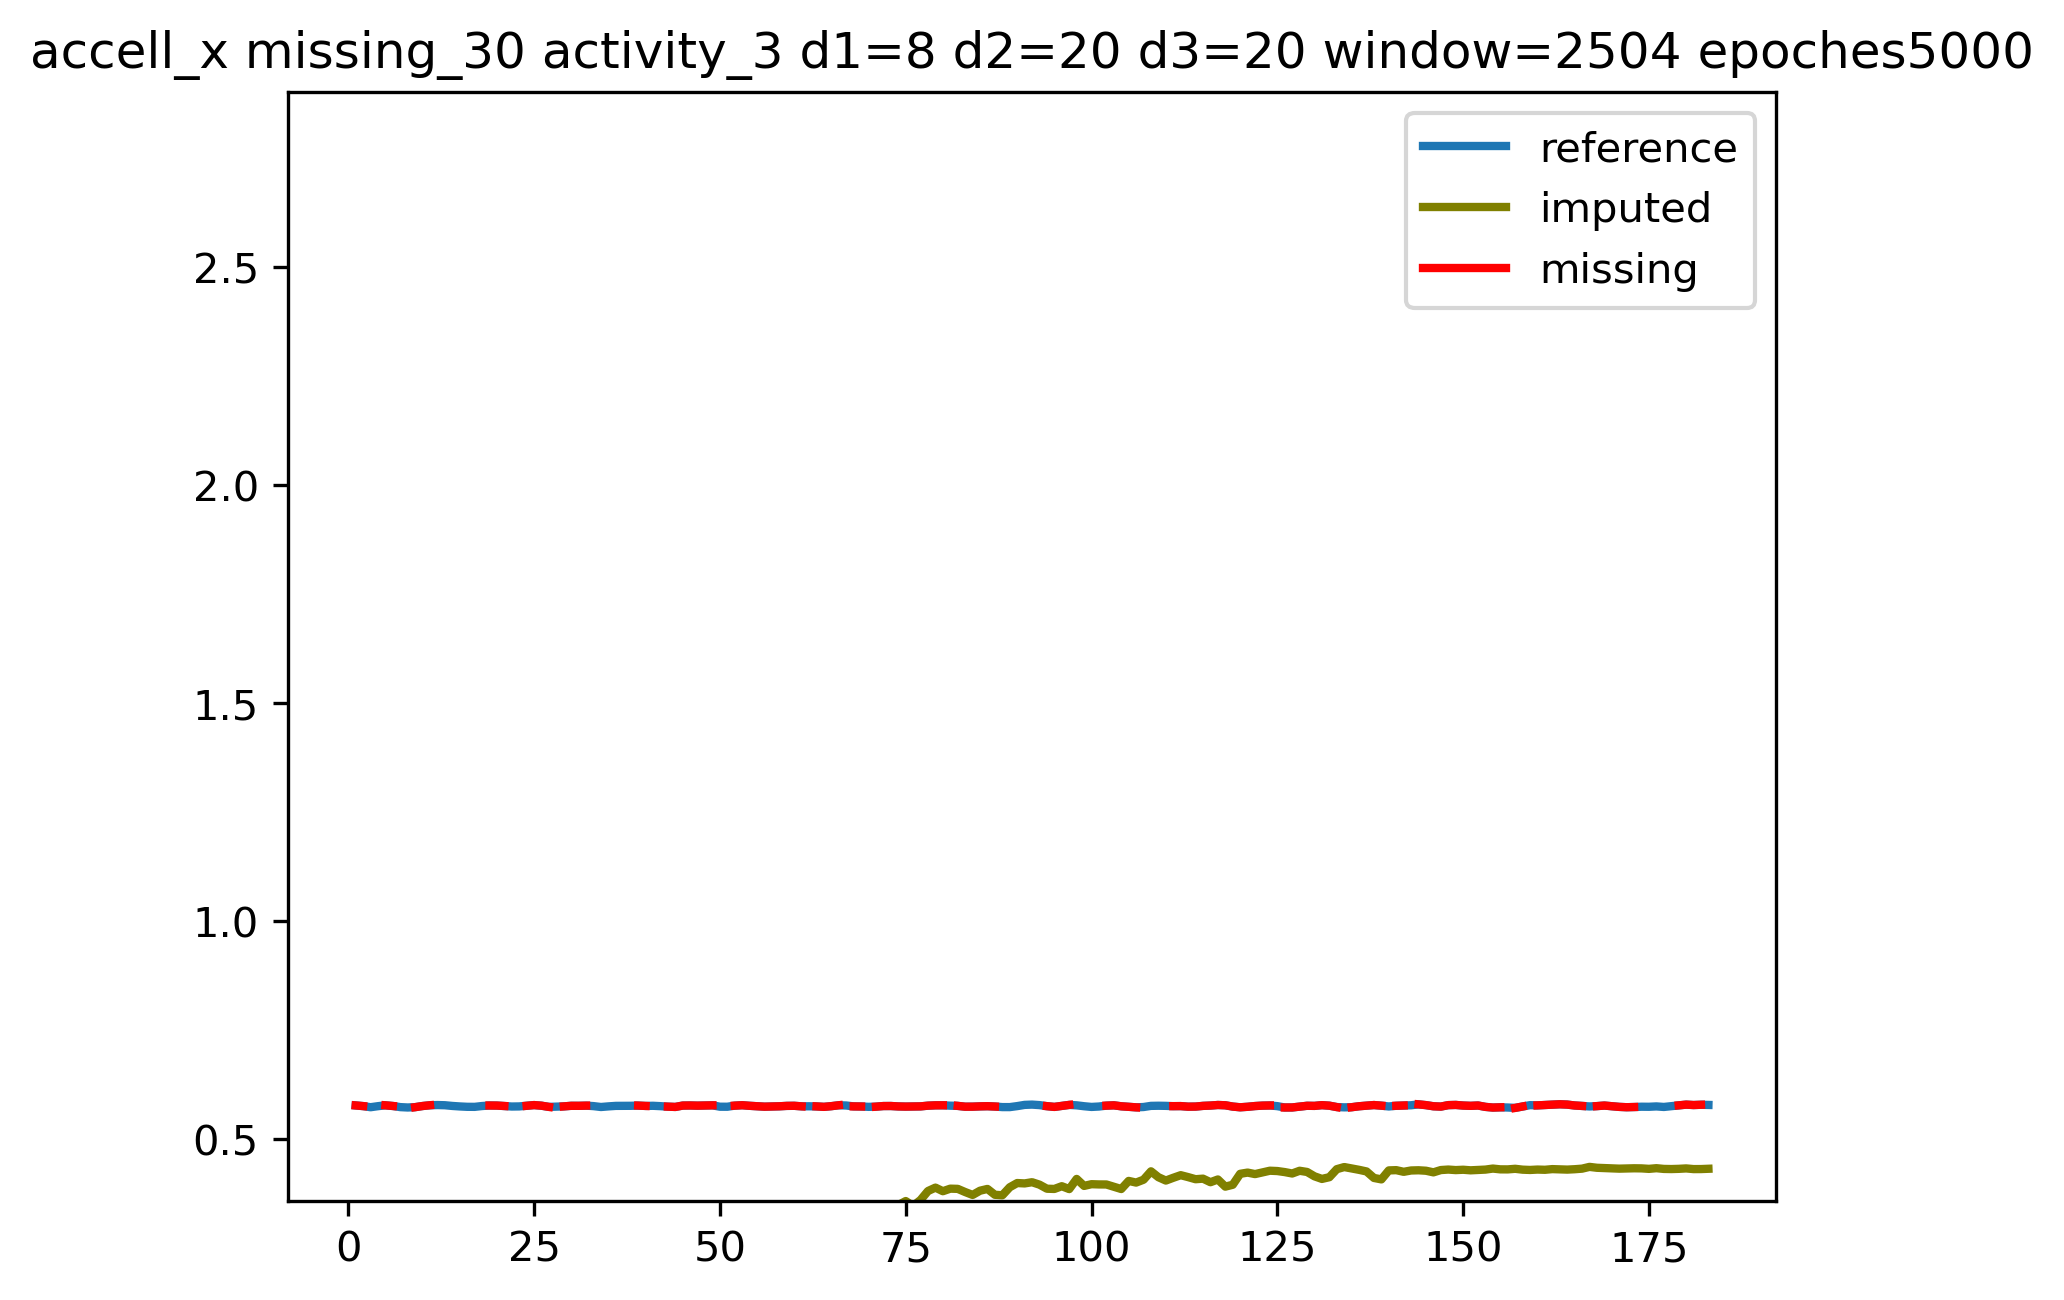 accell_x missing_30 activity_3 d1=8 d2=20 d3=20 window=2504 epoches5000
reference
imputed
missing
2.5
2.0
1.5
1.0
0.5
0 25 50 75 100 125 150 175